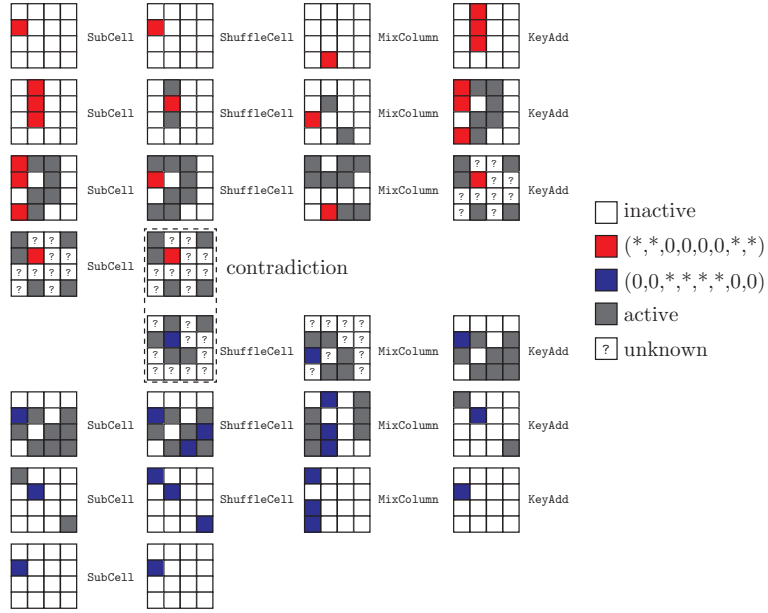 SubCell ShuffleCell MixColumn KeyAdd
SubCell ShuffleCell MixColumn KeyAdd
? ?
? ?
SubCell ShuffleCell MixColumn KeyAdd
? ? ? ?
? ?
? ? ? ?
? ? ? ?
SubCell
? ? ? ? ? ? ? ?
? ? ? ?
contradiction
? ? ? ? ? ?
? ? ?
ShuffleCell MixColumn KeyAdd
? ? ? ?
? ? ? ? ? ? ?
SubCell ShuffleCell MixColumn KeyAdd
SubCell ShuffleCell MixColumn KeyAdd
SubCell
inactive
(*,*,0,0,0,0,*,*)
(0,0,*,*,*,*,0,0)
active
? unknown